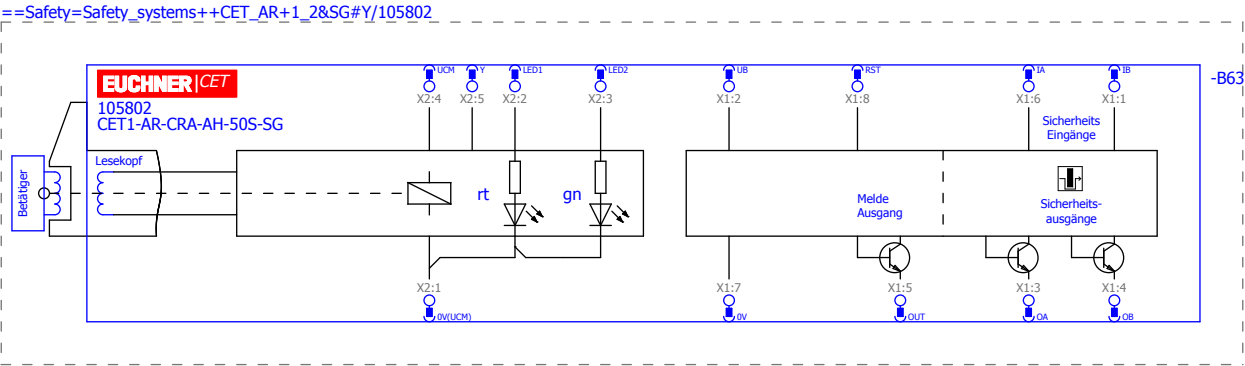 ==Safety=Safety_systems++CET_AR+1_2&SG#Y/105802
-B63
EUCHNER|CET
105802
CET1-AR-CRA-AH-50S-SG
UCM Y LED1 LED2 UB RST IA IB
X2:4 X2:5 X2:2 X2:3 X1:2 X1:8 X1:6 X1:1
Sicherheits
Eingänge
Lesekopf
Betätiger
rt
gn
Melde
Ausgang
Sicherheits-
ausgänge
X2:1 X1:7 X1:5 X1:3 X1:4
0V(UCM) 0V OUT OA OB